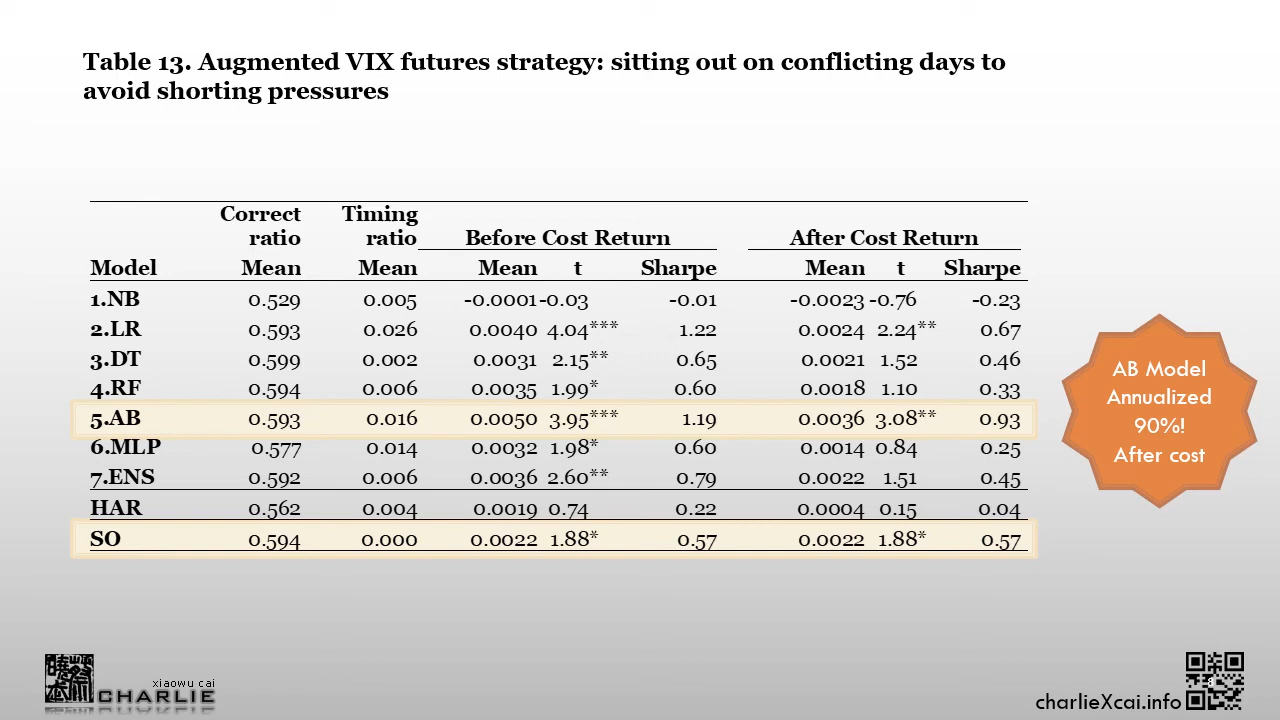 Table 13. Augmented VIX futures strategy: sitting out on conflicting days to
avoid shorting pressures
Correct Timing
ratio ratio Before Cost Return After Cost Return
Model Mean Mean Mean t Sharpe Mean t Sharpe
1.NB 0.529 0.005 -0.0001 -0.03 -0.01 -0.0023 -0.76 -0.23
2.LR 0.593 0.026 0.0040 4.04*** 1.22 0.0024 2.24** 0.67
3.DT 0.599 0.002 0.0031 2.15** 0.65 0.0021 1.52 0.46
4.RF 0.594 0.006 0.0035 1.99* 0.60 0.0018 1.10 0.33
5.AB 0.593 0.016 0.0050 3.95*** 1.19 0.0036 3.08** 0.93
6.MLP 0.577 0.014 0.0032 1.98* 0.60 0.0014 0.84 0.25
7.ENS 0.592 0.006 0.0036 2.60** 0.79 0.0022 1.51 0.45
HAR 0.562 0.004 0.0019 0.74 0.22 0.0004 0.15 0.04
SO 0.594 0.000 0.0022 1.88* 0.57 0.0022 1.88* 0.57
AB Model
Annualized
90%!
After cost
xiaowu cai
CHARLIE
charlieXcai.info